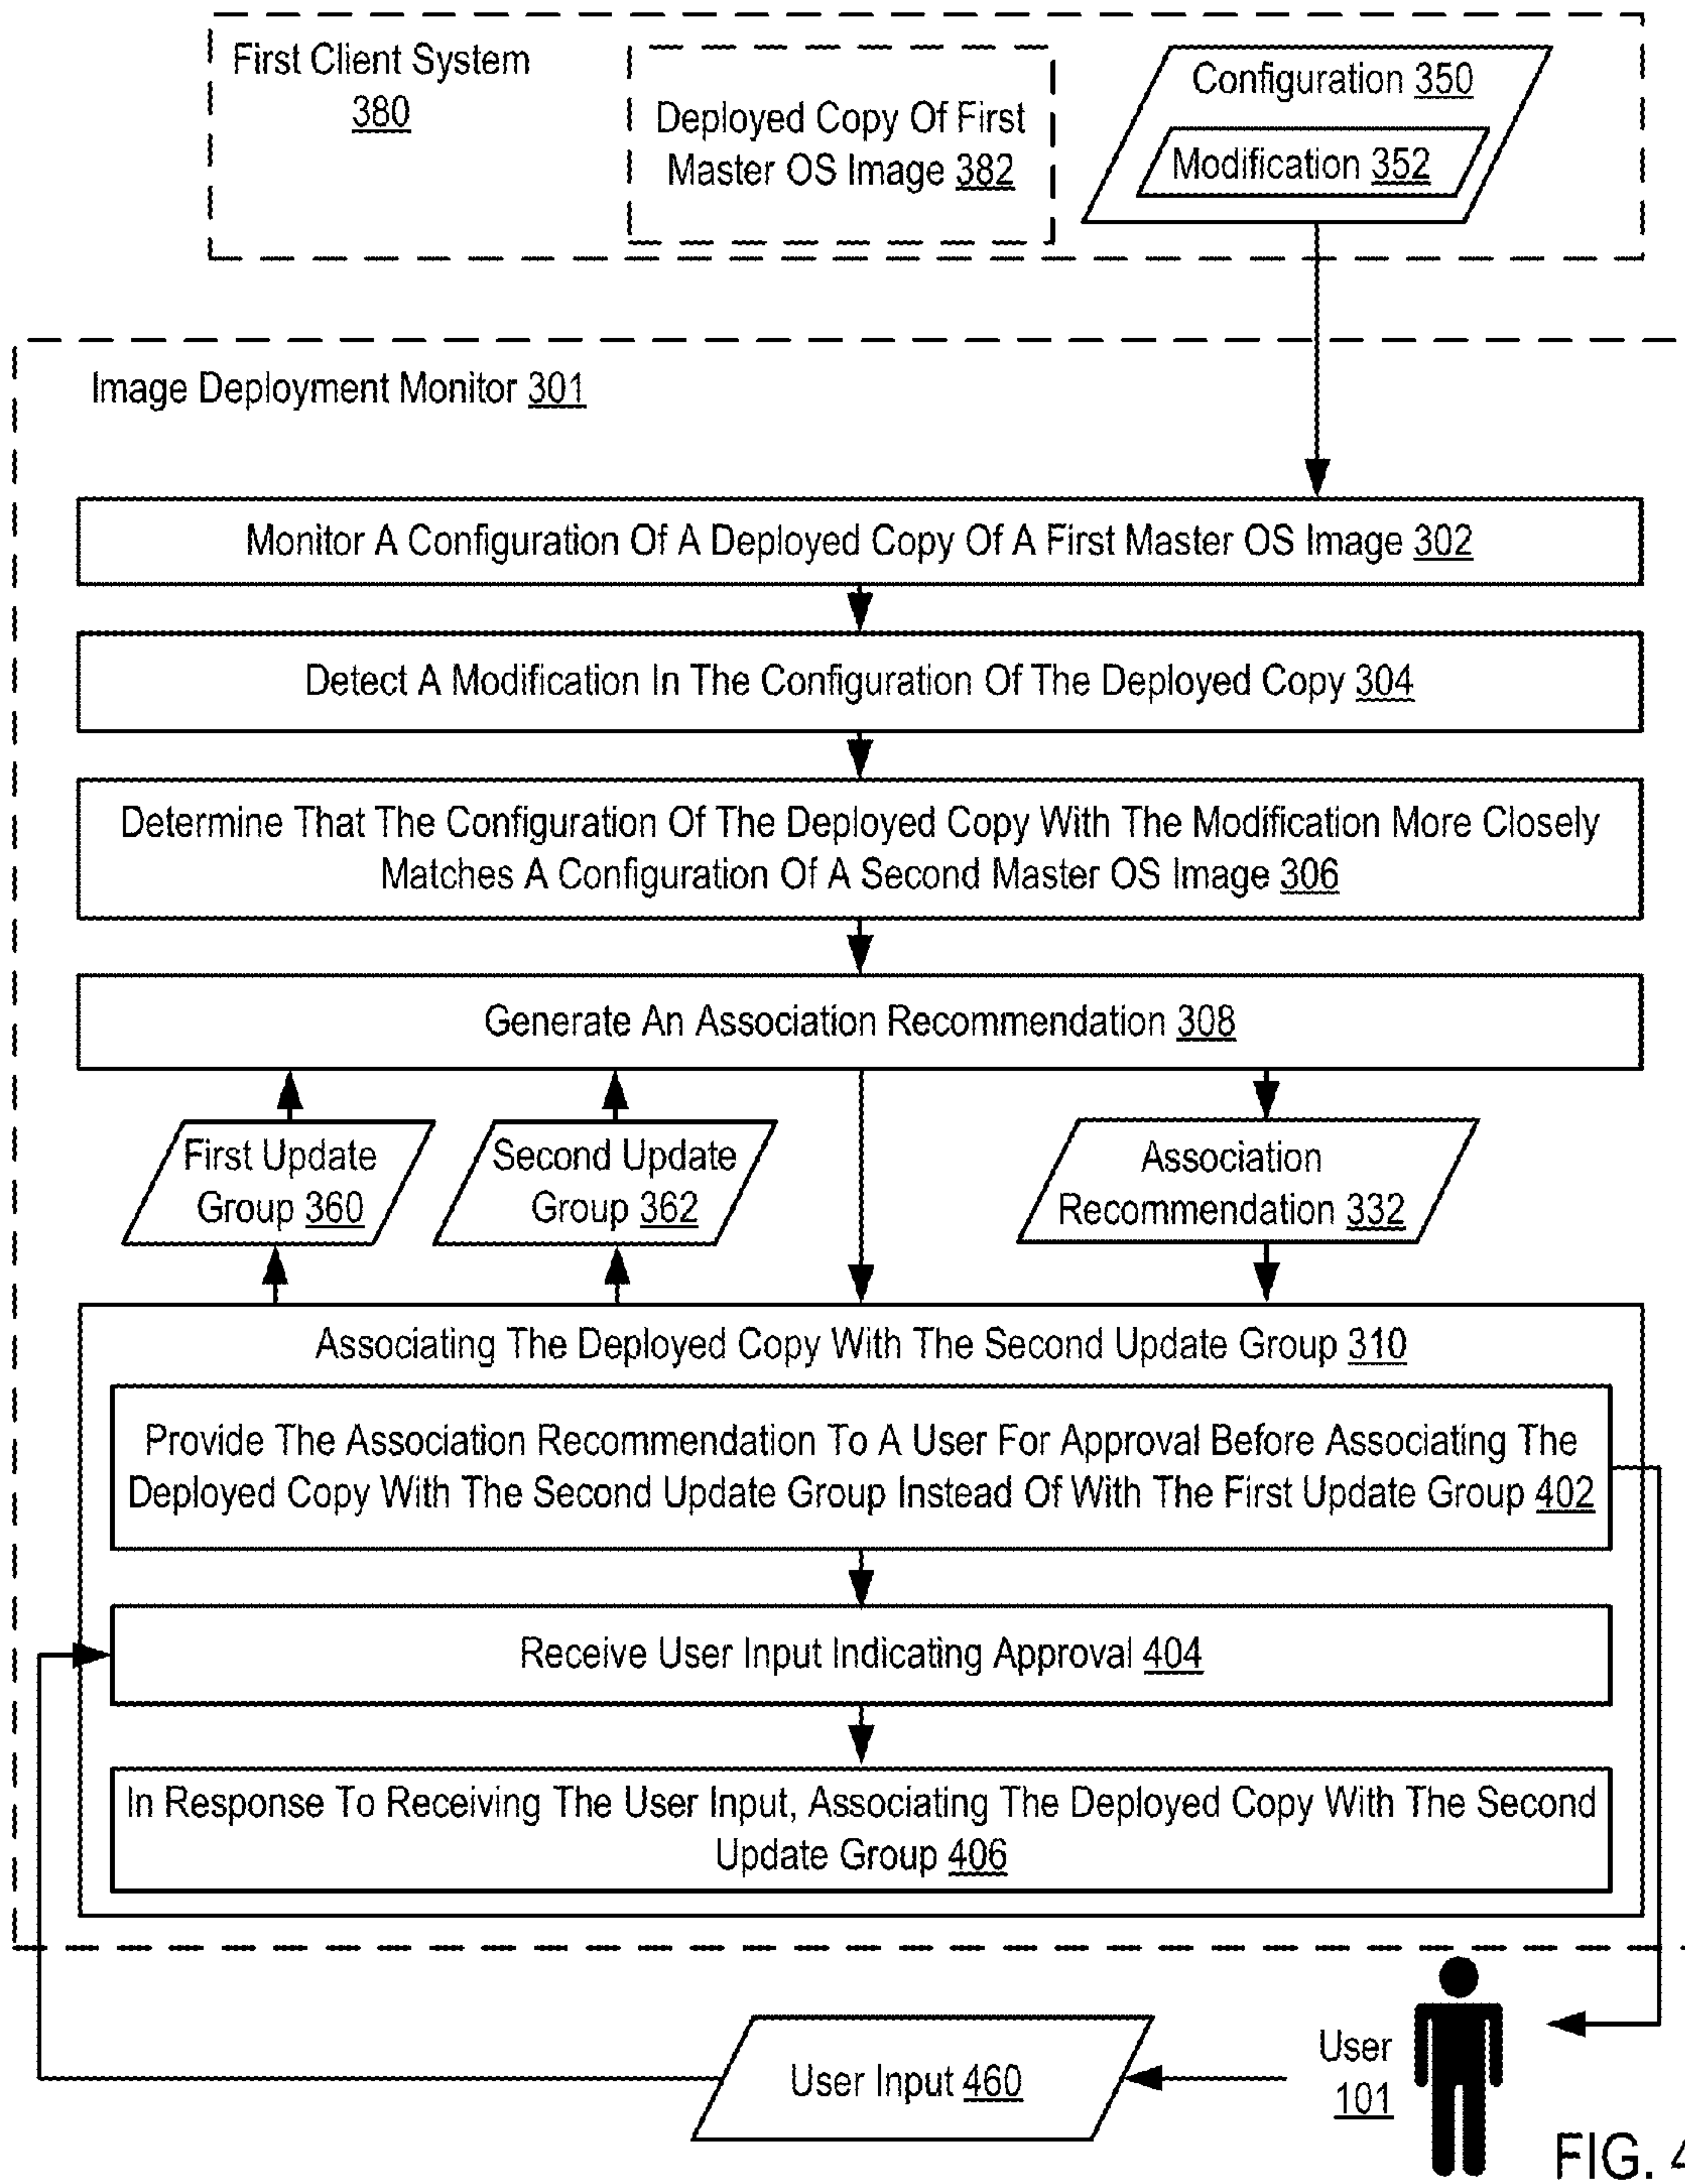 First Client System
380
Deployed Copy Of First
Master OS Image 382
Configuration 350
Modification 352
Image Deployment Monitor 301
Monitor A Configuration Of A Deployed Copy Of A First Master OS Image 302
Detect A Modification In The Configuration Of The Deployed Copy 304
Determine That The Configuration Of The Deployed Copy With The Modification More Closely
Matches A Configuration Of A Second Master OS Image 306
Generate An Association Recommendation 308
First Update
Group 360
Second Update
Group 362
Association
Recommendation 332
Associating The Deployed Copy With The Second Update Group 310
Provide The Association Recommendation To A User For Approval Before Associating The
Deployed Copy With The Second Update Group Instead Of With The First Update Group 402
Receive User Input Indicating Approval 404
In Response To Receiving The User Input, Associating The Deployed Copy With The Second
Update Group 406
User Input 460
User
101
FIG. 4